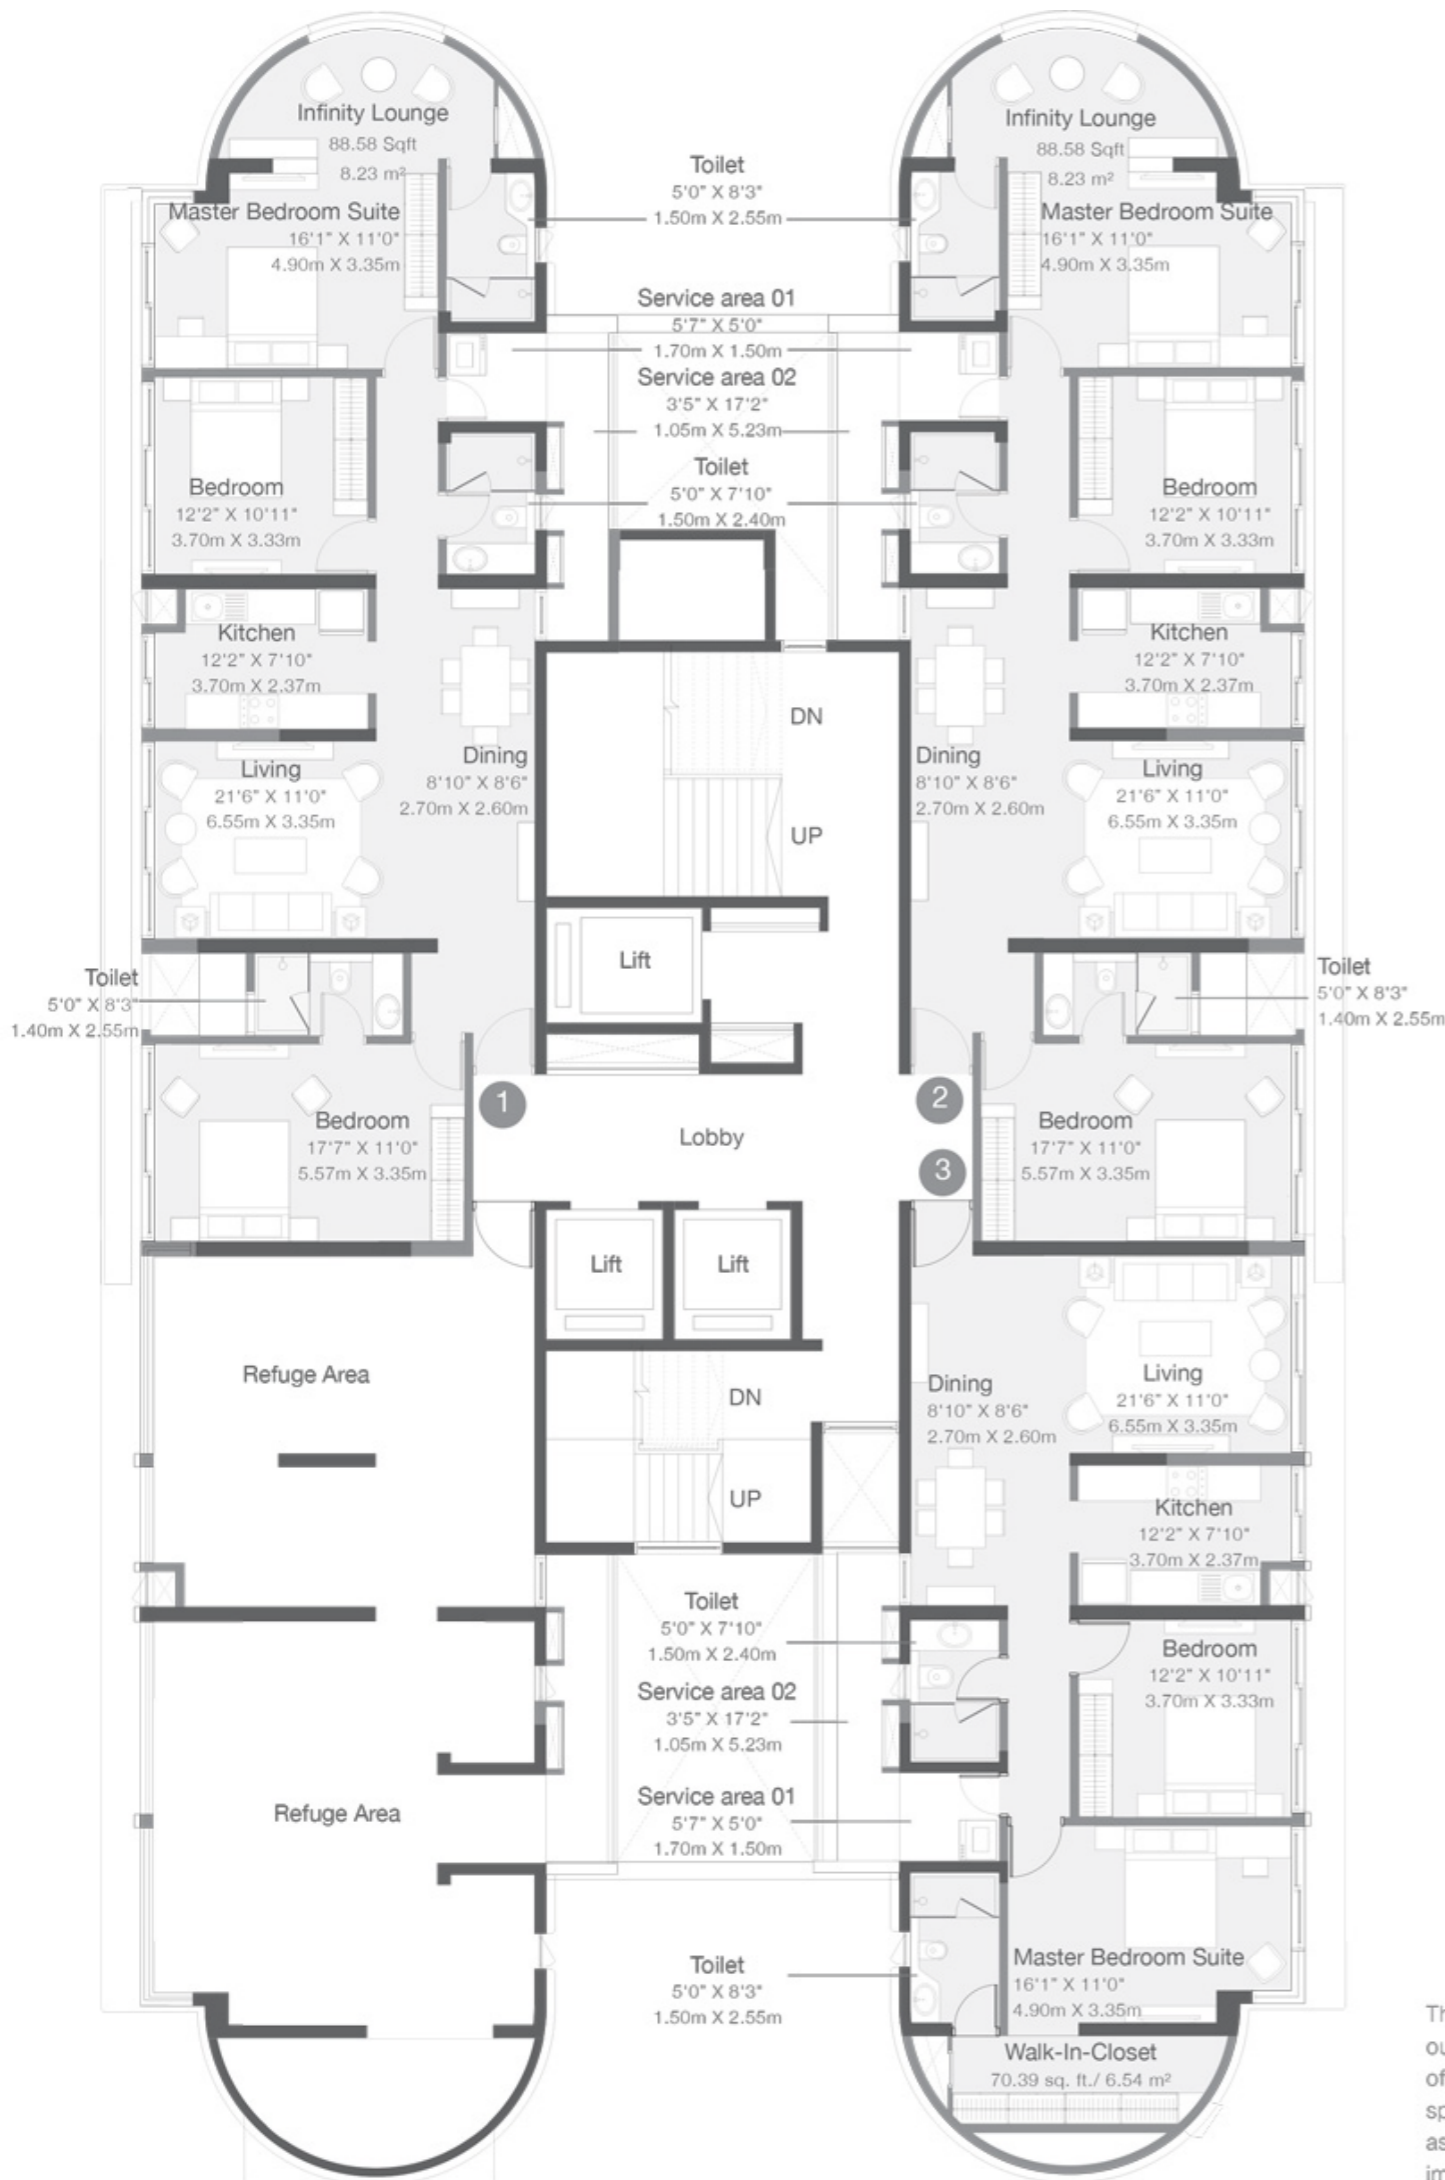 Infinity Lounge
88.58 Sqft
8.23 m²
Master Bedroom Suite
16'1" X 11'0"
4.90m X 3.35m
Toilet
5'0" X 8'3"
1.50m X 2.55m
Infinity Lounge
88.58 Sqft
8.23 m²
Master Bedroom Suite
16'1" X 11'0"
4.90m X 3.35m
Service area 01
5'7" X 5'0"
1.70m X 1.50m
Service area 02
3'5" X 17'2"
1.05m X 5.23m
Toilet
5'0" X 7'10"
1.50m X 2.40m
Bedroom
12'2" X 10'11"
3.70m X 3.33m
Bedroom
12'2" X 10'11"
3.70m X 3.33m
Kitchen
12'2" X 7'10"
3.70m X 2.37m
Kitchen
12'2" X 7'10"
3.70m X 2.37m
DN
UP
Living
21'6" X 11'0"
6.55m X 3.35m
Dining
8'10" X 8'6"
2.70m X 2.60m
Dining
8'10" X 8'6"
2.70m X 2.60m
Living
21'6" X 11'0"
6.55m X 3.35m
Lift
Toilet
5'0" X 8'3"
1.40m X 2.55m
Toilet
5'0" X 8'3"
1.40m X 2.55m
1
2
3
Lobby
Bedroom
17'7" X 11'0"
5.57m X 3.35m
Bedroom
17'7" X 11'0"
5.57m X 3.35m
Lift
Lift
Refuge Area
DN
UP
Dining
8'10" X 8'6"
2.70m X 2.60m
Living
21'6" X 11'0"
6.55m X 3.35m
Kitchen
12'2" X 7'10"
3.70m X 2.37m
Toilet
5'0" X 7'10"
1.50m X 2.40m
Service area 02
3'5" X 17'2"
1.05m X 5.23m
Service area 01
5'7" X 5'0"
1.70m X 1.50m
Bedroom
12'2" X 10'11"
3.70m X 3.33m
Refuge Area
Toilet
5'0" X 8'3"
1.50m X 2.55m
Master Bedroom Suite
16'1" X 11'0"
4.90m X 3.35m
Walk-In-Closet
70.39 sq. ft./ 6.54 m²